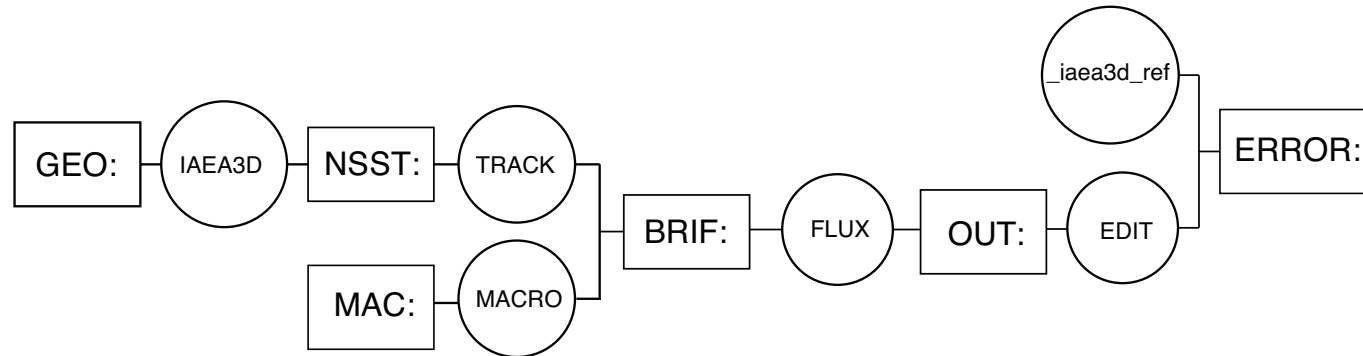 GEO:
IAEA3D
NSST:
TRACK
MAC:
MACRO
BRIF:
FLUX
OUT:
EDIT
_iaea3d_ref
ERROR: